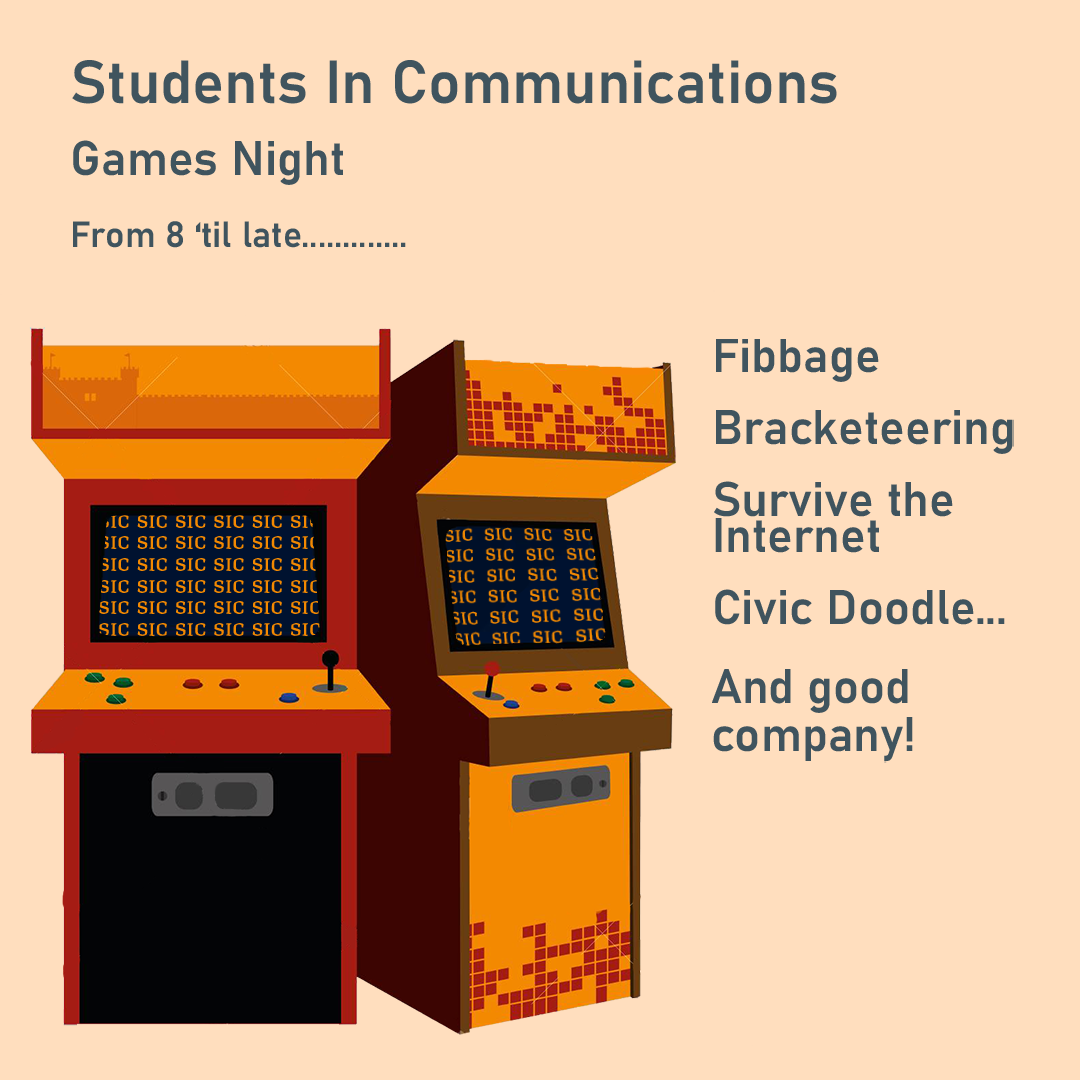 Students In Communications
Games Night
From 8 ‘til late.............
Fibbage
Bracketeering
Survive the
Internet
Civic Doodle...
And good
company!
SIC SIC SIC SIC SIC SIC
SIC SIC SIC SIC SIC SIC
SIC SIC SIC SIC SIC SIC
SIC SIC SIC SIC SIC SIC
SIC SIC SIC SIC SIC SIC
SIC SIC SIC SIC SIC SIC
SIC SIC SIC SIC
SIC SIC SIC SIC
SIC SIC SIC SIC
SIC SIC SIC SIC
SIC SIC SIC SIC
SIC SIC SIC SIC